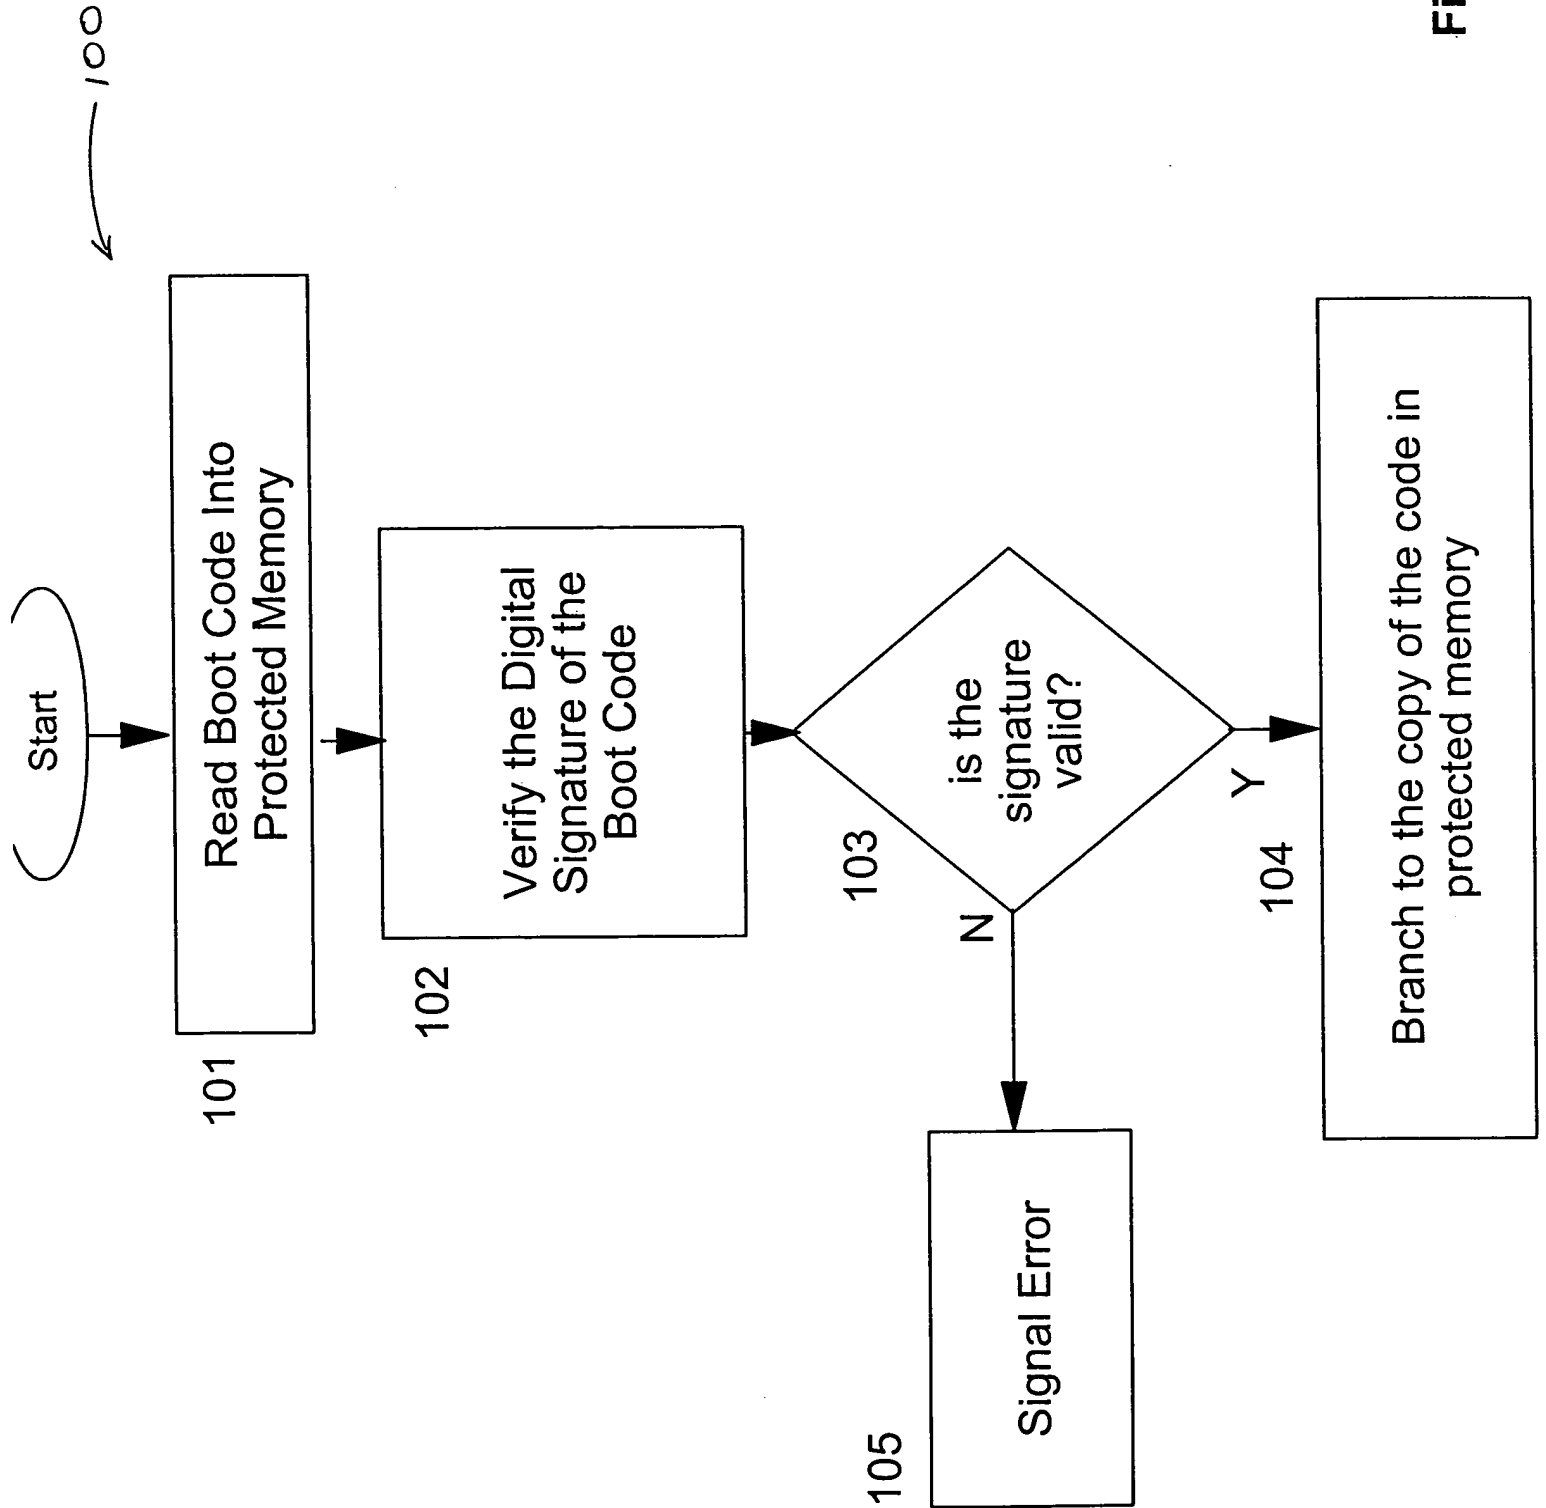 100
Start
101
Read Boot Code Into
Protected Memory
102
Verify the Digital
Signature of the
Boot Code
103
is the
signature
valid?
N
Y
105
Signal Error
104
Branch to the copy of the code in
protected memory